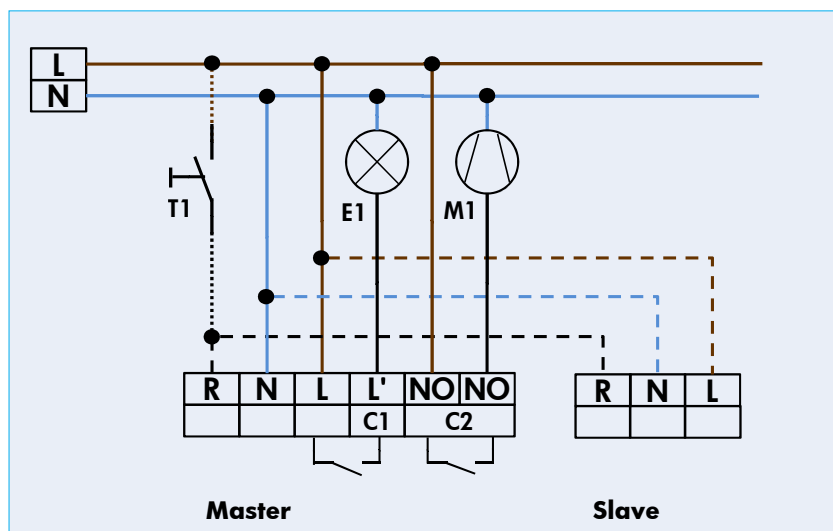 L
N
T1
E1
M1
R N L L' NO NO
C1 C2
R N L
Master
Slave